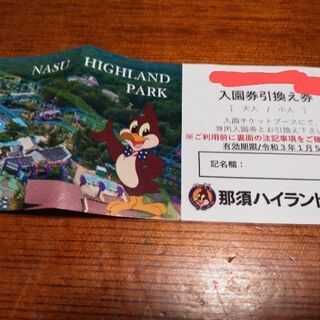 NASU
HIGHLAND
PARK
入園券引換え券
[ 大人 / 小人 ]
入園チケットブースにて、
専用入園券とお引換え下さい
※ご利用前に裏面の注記事項をご確
有効期限/令和3年1月5
記名欄:
那須ハイランド